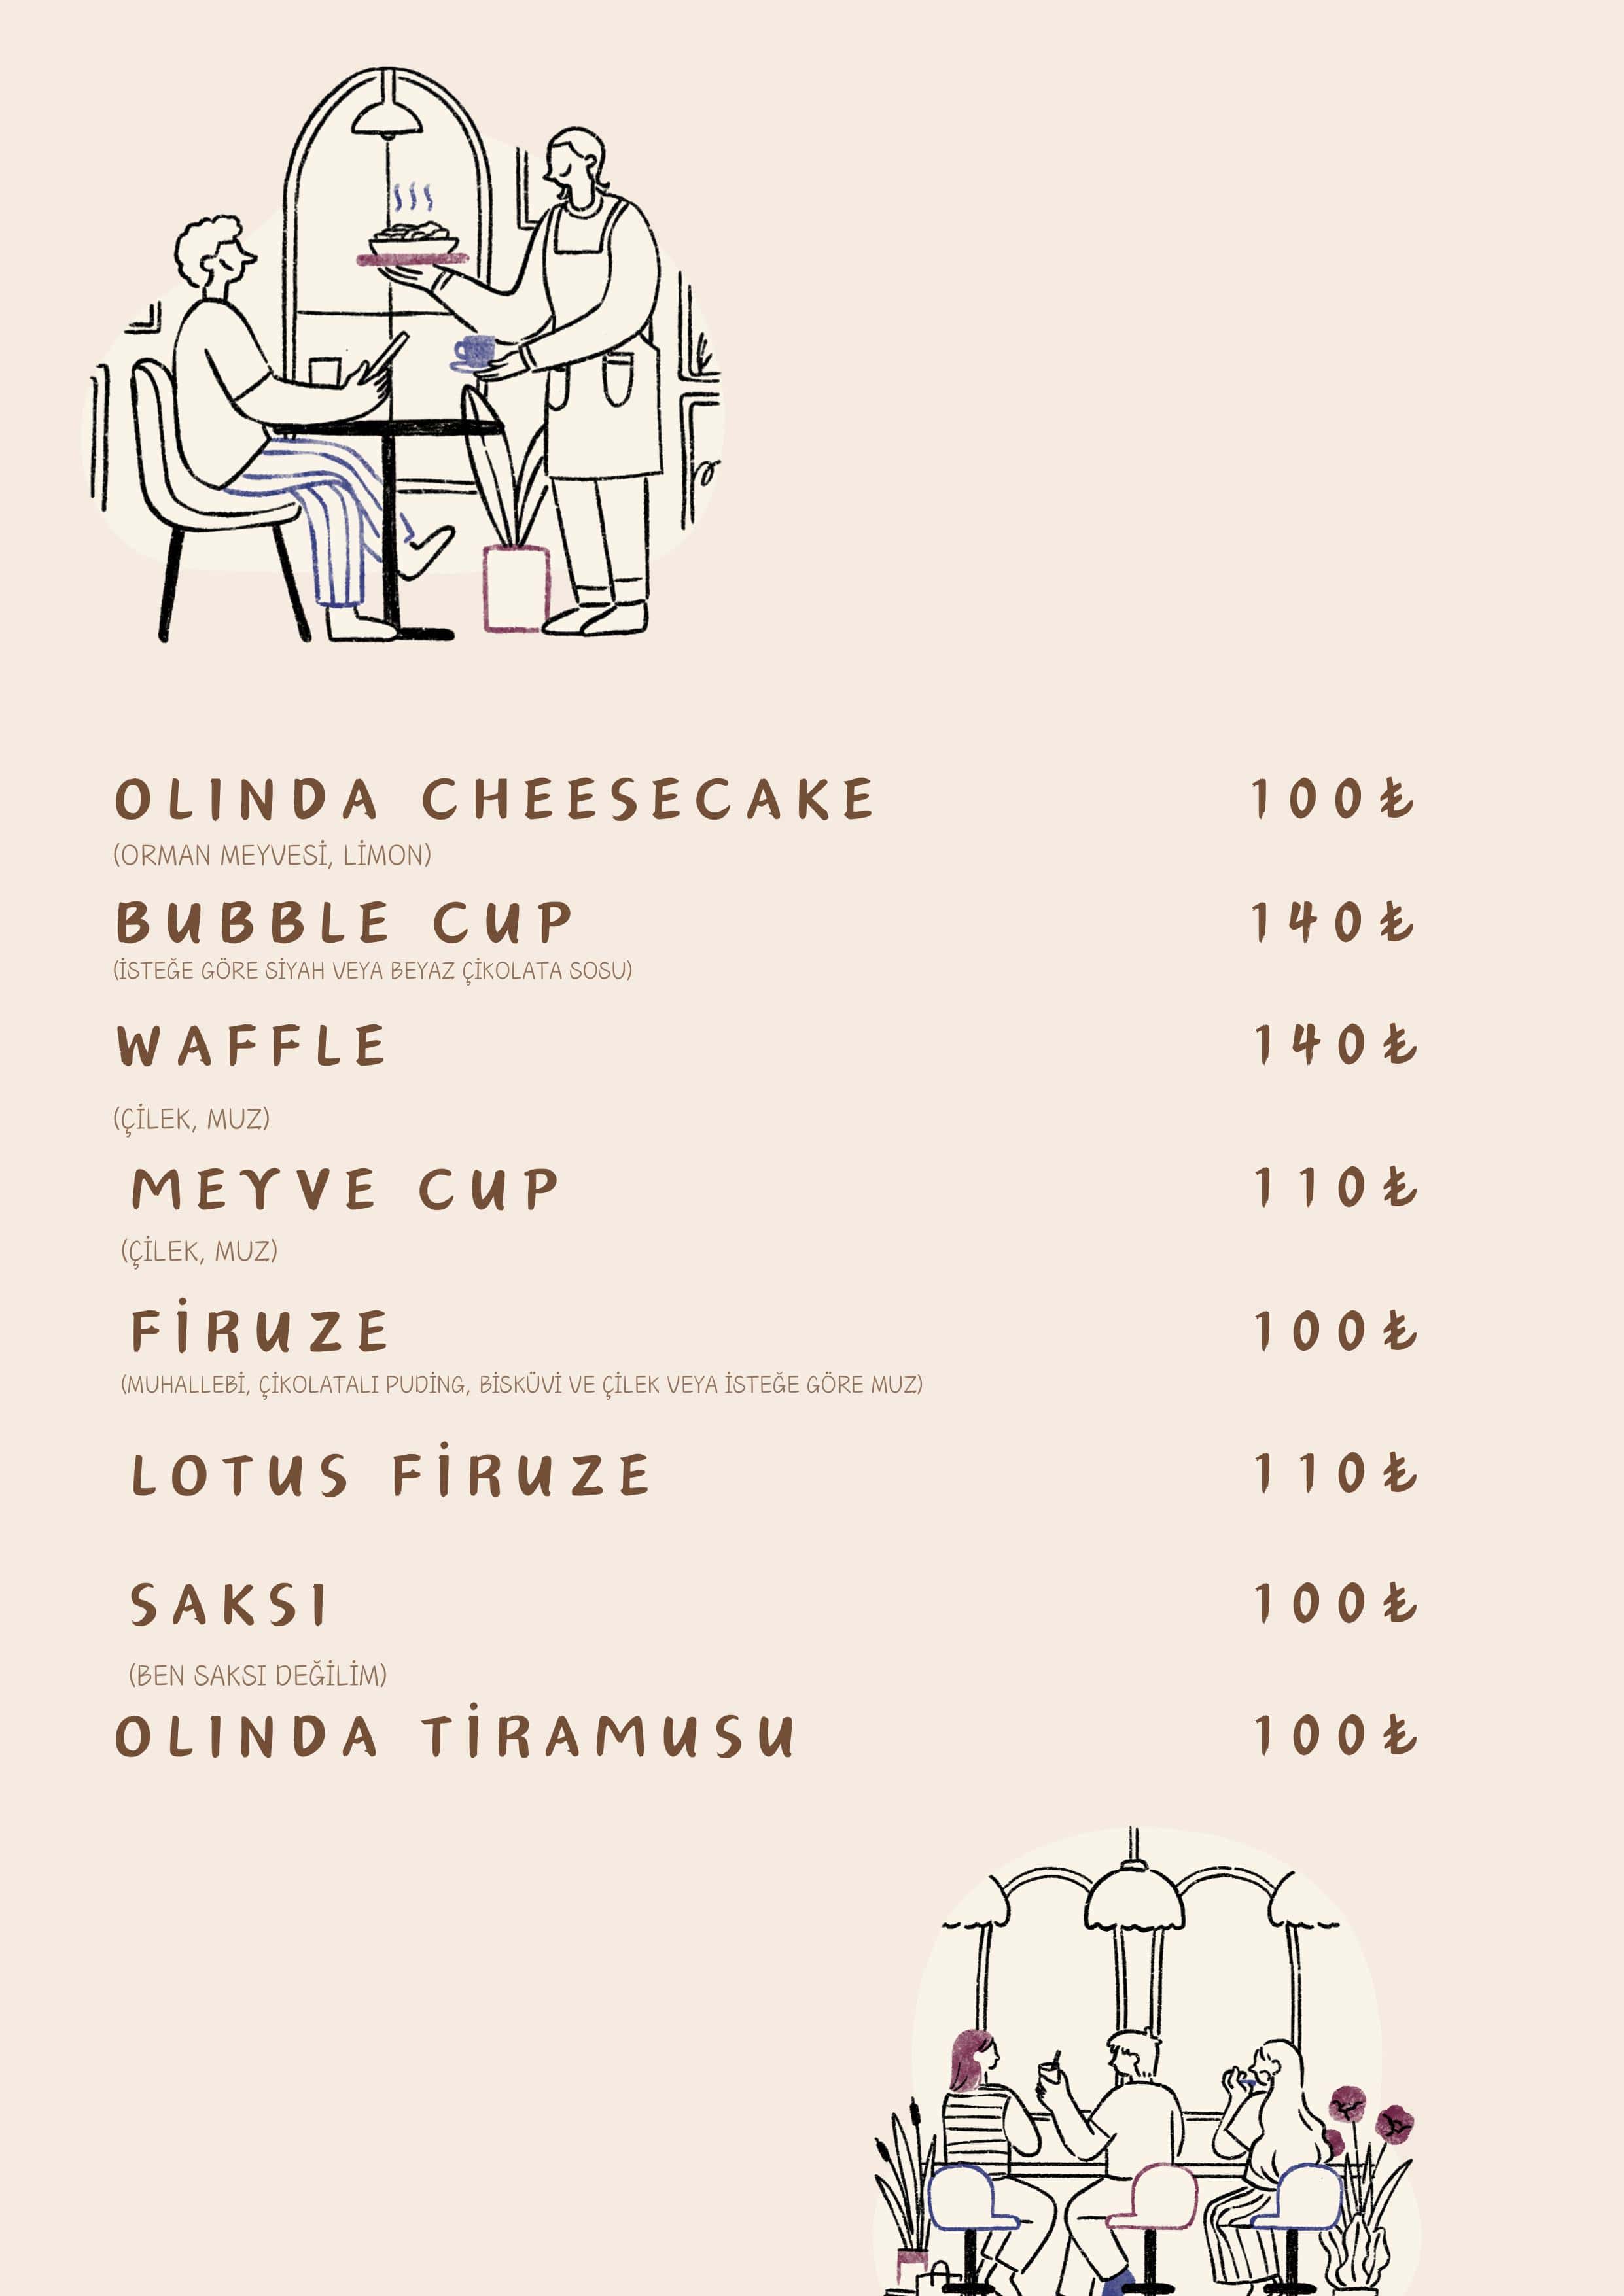 OLINDA CHEESECAKE 100₺
(ORMAN MEYVESİ, LİMON)
BUBBLE CUP 140₺
(İSTEĞE GÖRE SİYAH VEYA BEYAZ ÇİKOLATA SOSU)
WAFFLE 140₺
(ÇİLEK, MUZ)
MEYVE CUP 110₺
(ÇİLEK, MUZ)
FİRUZE 100₺
(MUHALLEBİ, ÇİKOLATALI PUDİNG, BİSKÜVİ VE ÇİLEK VEYA İSTEĞE GÖRE MUZ)
LOTUS FİRUZE 110₺
SAKSI 100₺
(BEN SAKSI DEĞİLİM)
OLINDA TİRAMUSU 100₺